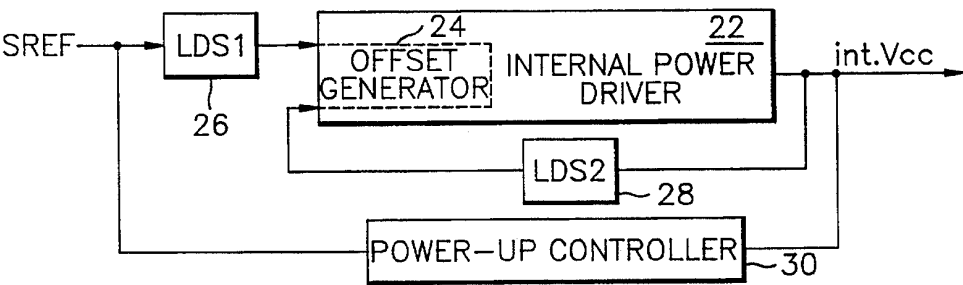 24
22
SREF
LDS1
OFFSET
GENERATOR
INTERNAL POWER
DRIVER
int.Vcc
26
LDS2
28
POWER-UP CONTROLLER
30